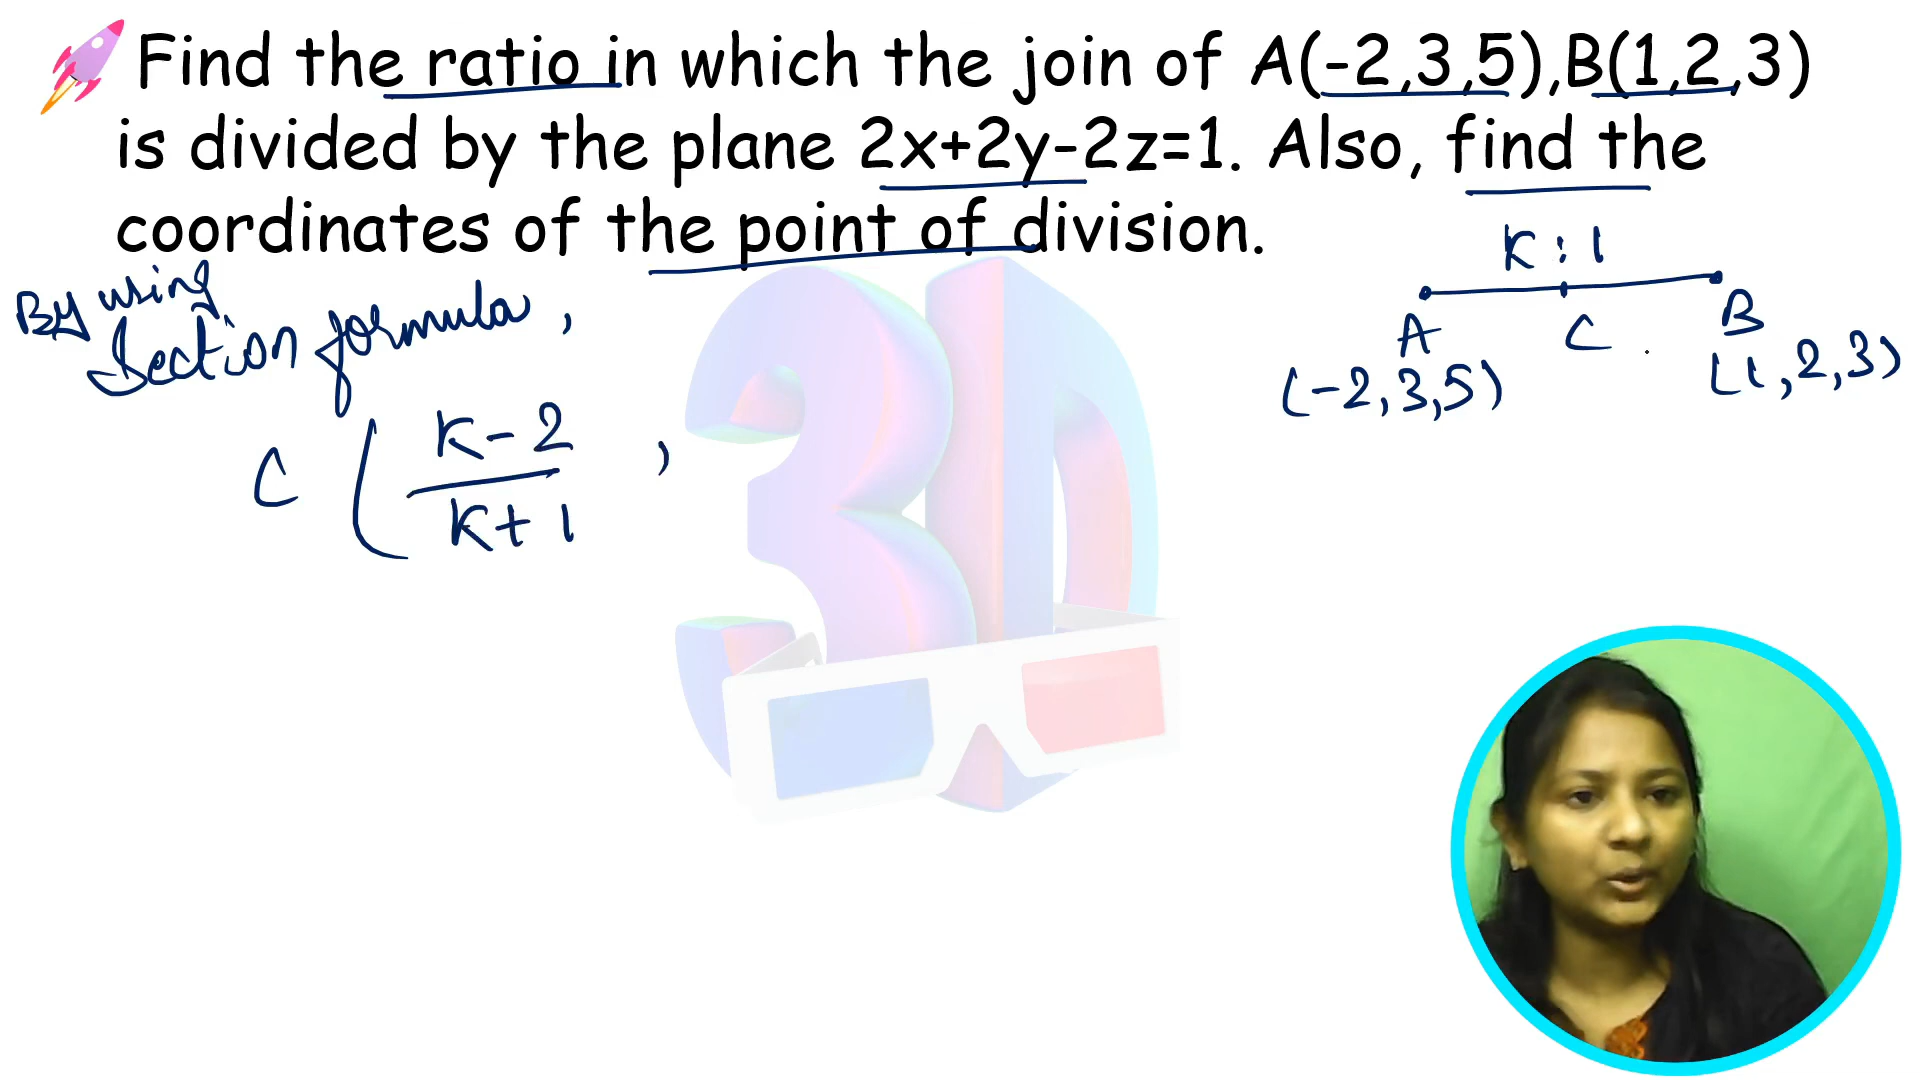 Find the ratio in which the join of A(-2,3,5),B(1,2,3)
is divided by the plane 2x+2y-2z=1. Also, find the
coordinates of the point of division.
K : 1
A C B
(-2,3,5) (1,2,3)
By using
Section formula,
C ( K-2 / K+1 ,
3D